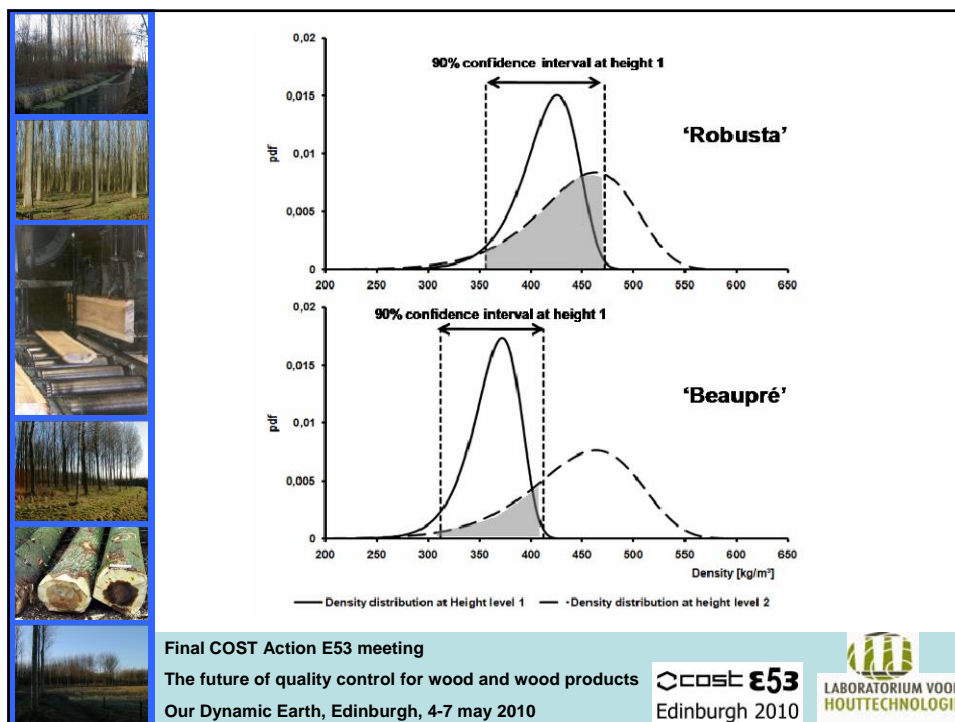 0,02
90% confidence interval at height 1
0,015
'Robusta'
pdf
0,01
0,005
0
200 250 300 350 400 450 500 550 600 650
0,02
90% confidence interval at height 1
0,015
'Beaupré'
pdf
0,01
0,005
0
200 250 300 350 400 450 500 550 600 650
Density [kg/m³]
Density distribution at Height level 1
Density distribution at height level 2
Final COST Action E53 meeting
The future of quality control for wood and wood products
Our Dynamic Earth, Edinburgh, 4-7 may 2010
cost E53
Edinburgh 2010
LABORATORIUM VOOR
HOUTTECHNOLOGIE